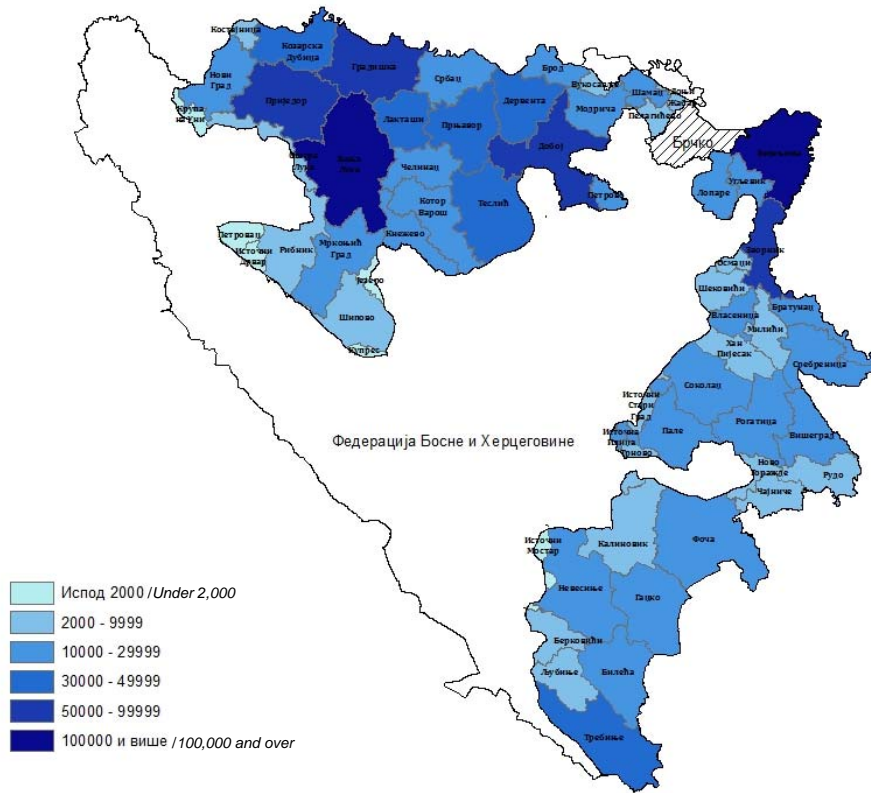 Костајница
Козарска
Дубица
Градишка
Нови
Град
Србац
Брод
Приједор
Вукосавље
Шамац
Доњи
Жабар
Крупа
на Уни
Дервента
Модрича
Пелагићево
Лакташи
Прњавор
Брчко
Добој
Бања
Лука
Челинац
Угљевик
Петрово
Лопаре
Котор
Варош
Теслић
Кнежево
Петровац
Источни
Дрвар
Рибник
Мркоњић
Град
Зворник
Осмаци
Језеро
Шековићи
Братунац
Шипово
Власеница
Милићи
Купрес
Хан
Пијесак
Сребреница
Соколац
Источни
Стари
Град
Рогатица
Источна
Илиџа
Пале
Вишеград
Федерација Босне и Херцеговине
Трново
Ново
Горажде
Рудо
Чајниче
Источни
Мостар
Калиновик
Фоча
Невесиње
Гацко
Берковићи
Љубиње
Билећа
Требиње
Испод 2000 /Under 2,000
2000 - 9999
10000 - 29999
30000 - 49999
50000 - 99999
100000 и више /100,000 and over